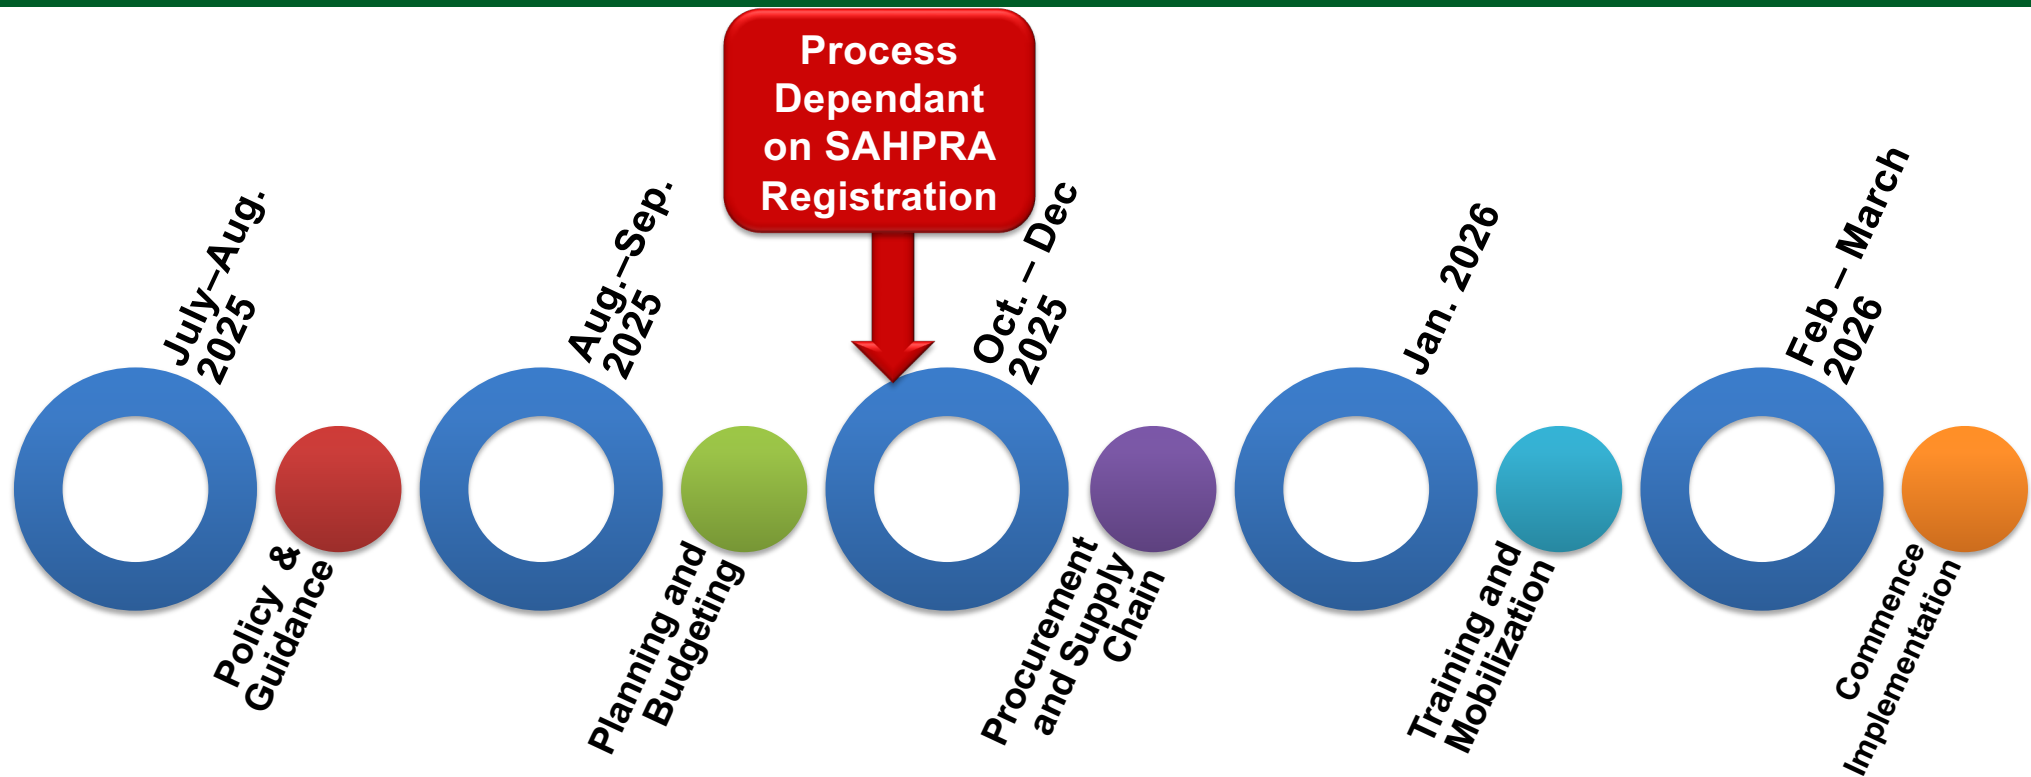 Process
Dependant
on SAHPRA
Registration
July–Aug.
2025
Policy &
Guidance
Aug.–Sep.
2025
Planning and
Budgeting
Oct. – Dec
2025
Procurement
and Supply
Chain
Jan. 2026
Training and
Mobilization
Feb – March
2026
Commence
Implementation